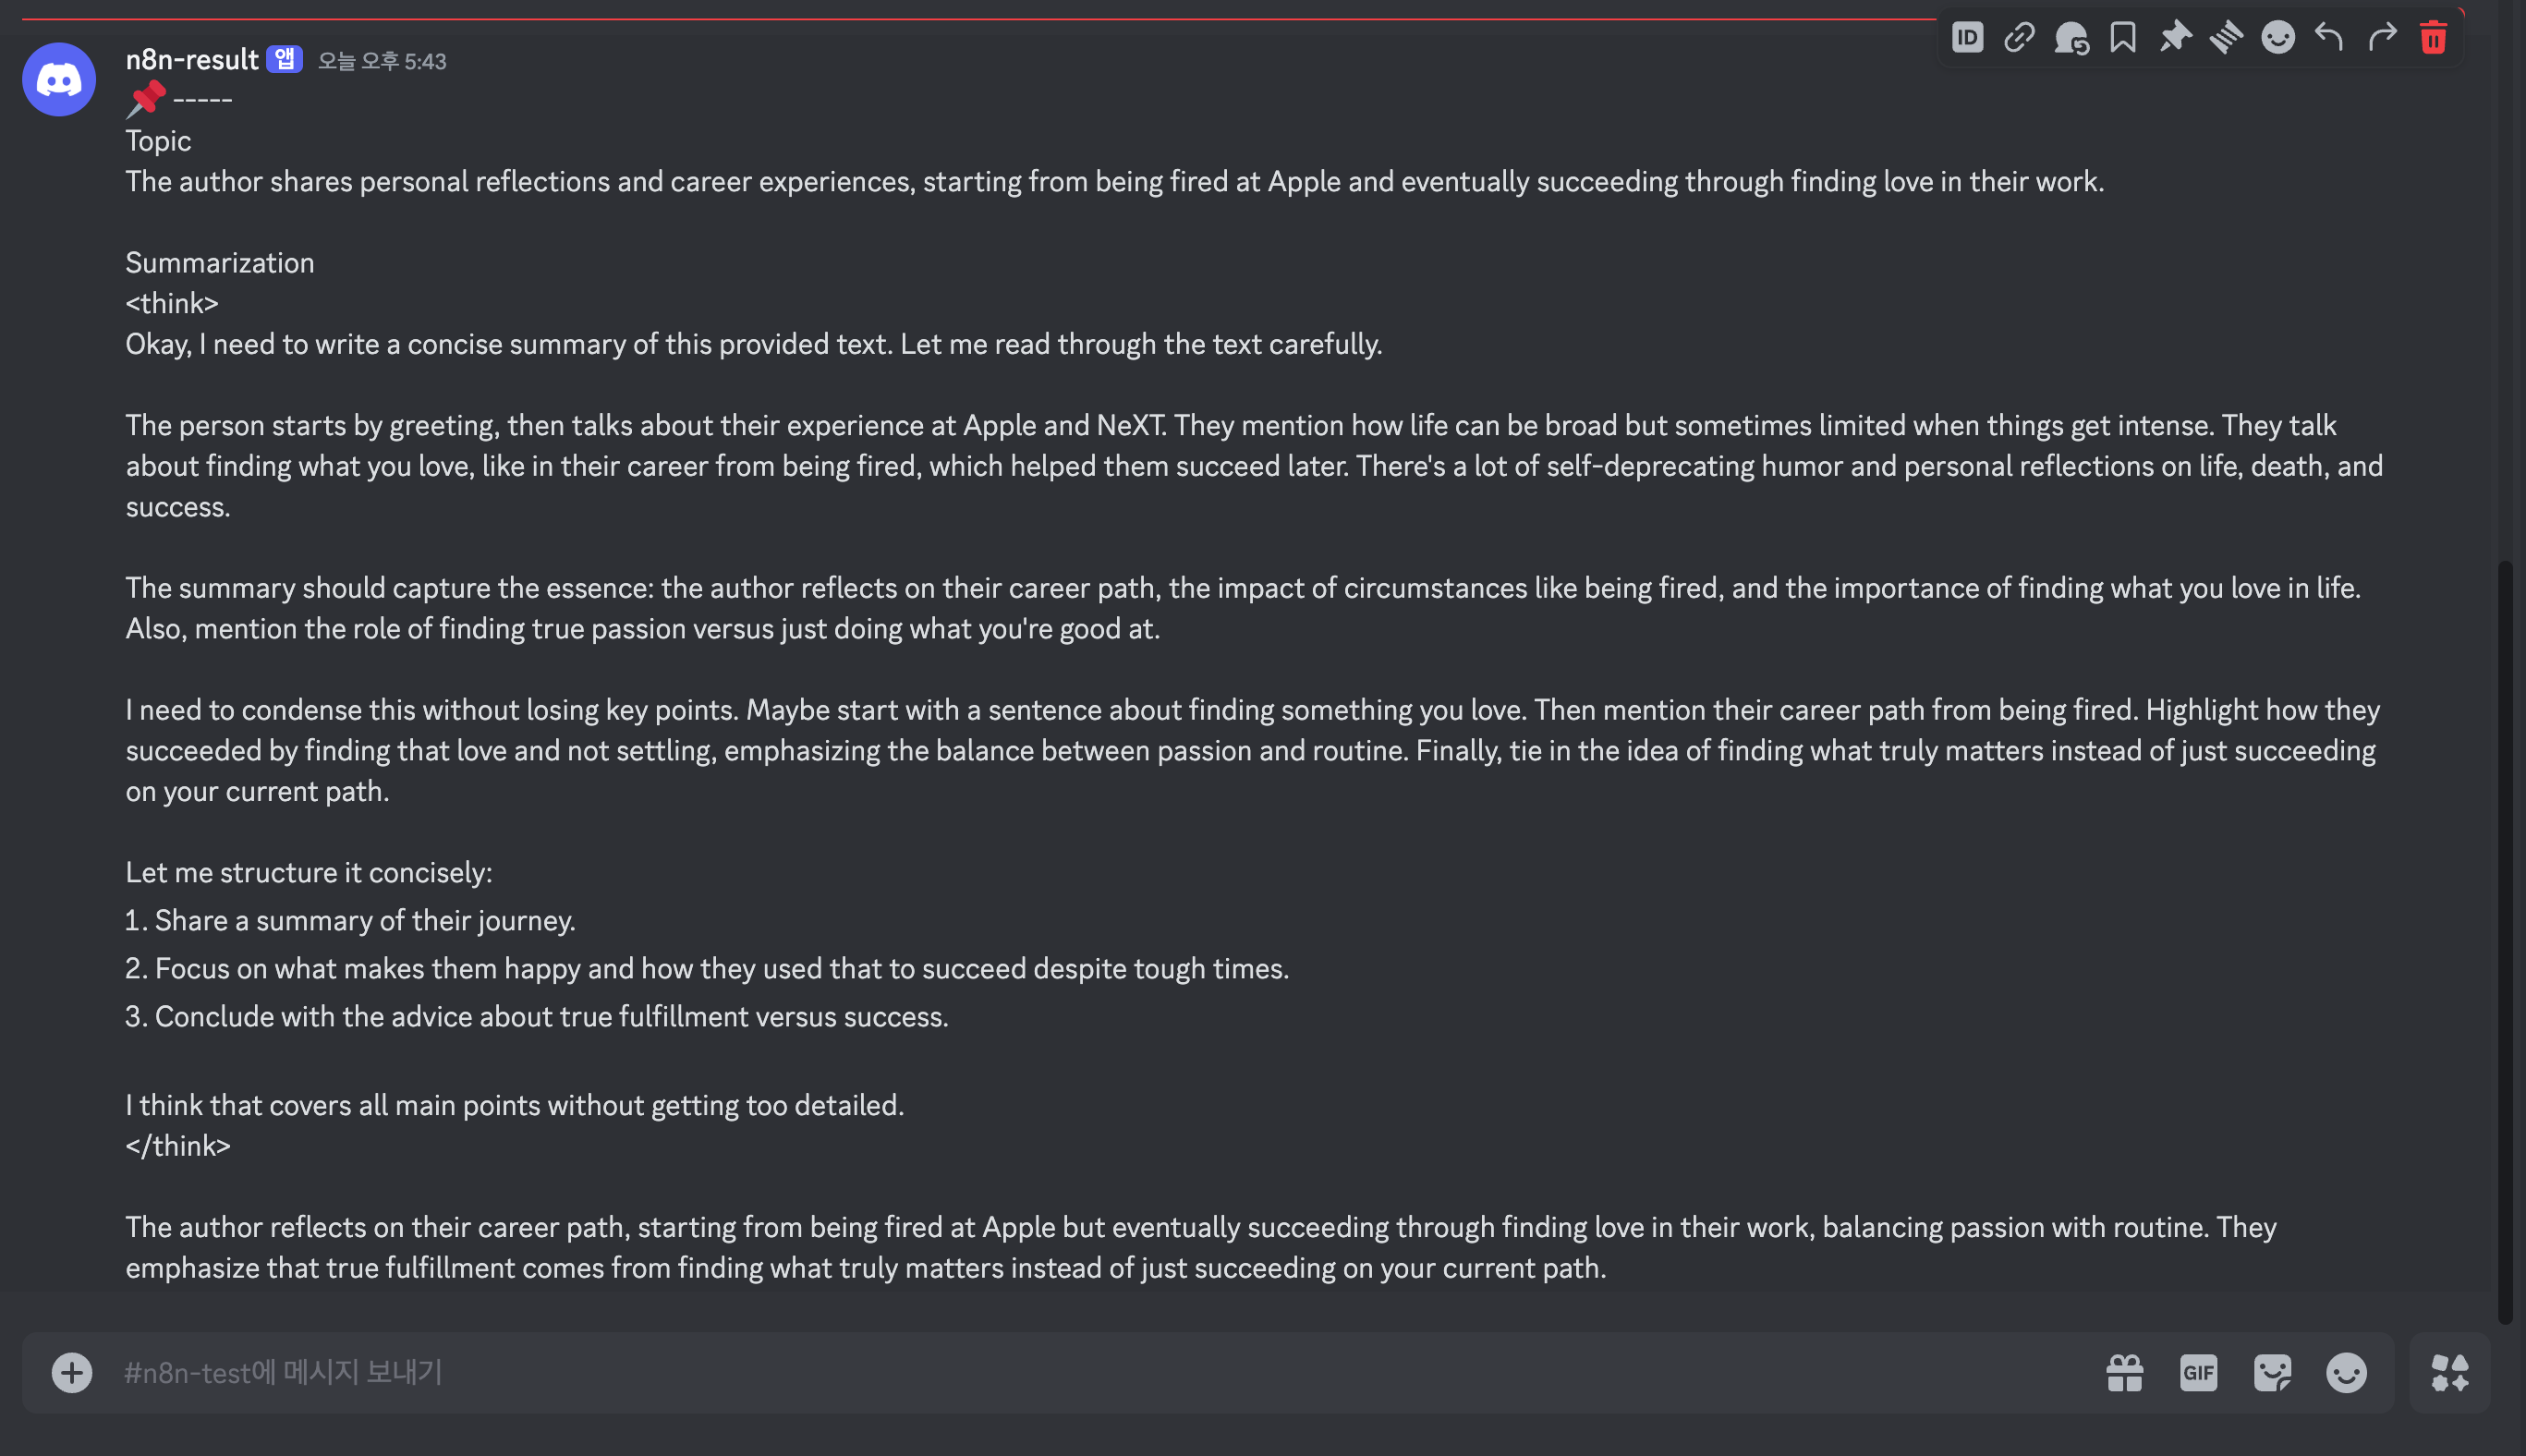 n8n-result 앱 오늘 오후 5:43
ID
-----
Topic
The author shares personal reflections and career experiences, starting from being fired at Apple and eventually succeeding through finding love in their work.
Summarization
<think>
Okay, I need to write a concise summary of this provided text. Let me read through the text carefully.
The person starts by greeting, then talks about their experience at Apple and NeXT. They mention how life can be broad but sometimes limited when things get intense. They talk
about finding what you love, like in their career from being fired, which helped them succeed later. There's a lot of self-deprecating humor and personal reflections on life, death, and
success.
The summary should capture the essence: the author reflects on their career path, the impact of circumstances like being fired, and the importance of finding what you love in life.
Also, mention the role of finding true passion versus just doing what you're good at.
I need to condense this without losing key points. Maybe start with a sentence about finding something you love. Then mention their career path from being fired. Highlight how they
succeeded by finding that love and not settling, emphasizing the balance between passion and routine. Finally, tie in the idea of finding what truly matters instead of just succeeding
on your current path.
Let me structure it concisely:
1. Share a summary of their journey.
2. Focus on what makes them happy and how they used that to succeed despite tough times.
3. Conclude with the advice about true fulfillment versus success.
I think that covers all main points without getting too detailed.
</think>
The author reflects on their career path, starting from being fired at Apple but eventually succeeding through finding love in their work, balancing passion with routine. They
emphasize that true fulfillment comes from finding what truly matters instead of just succeeding on your current path.
#n8n-test에 메시지 보내기
GIF